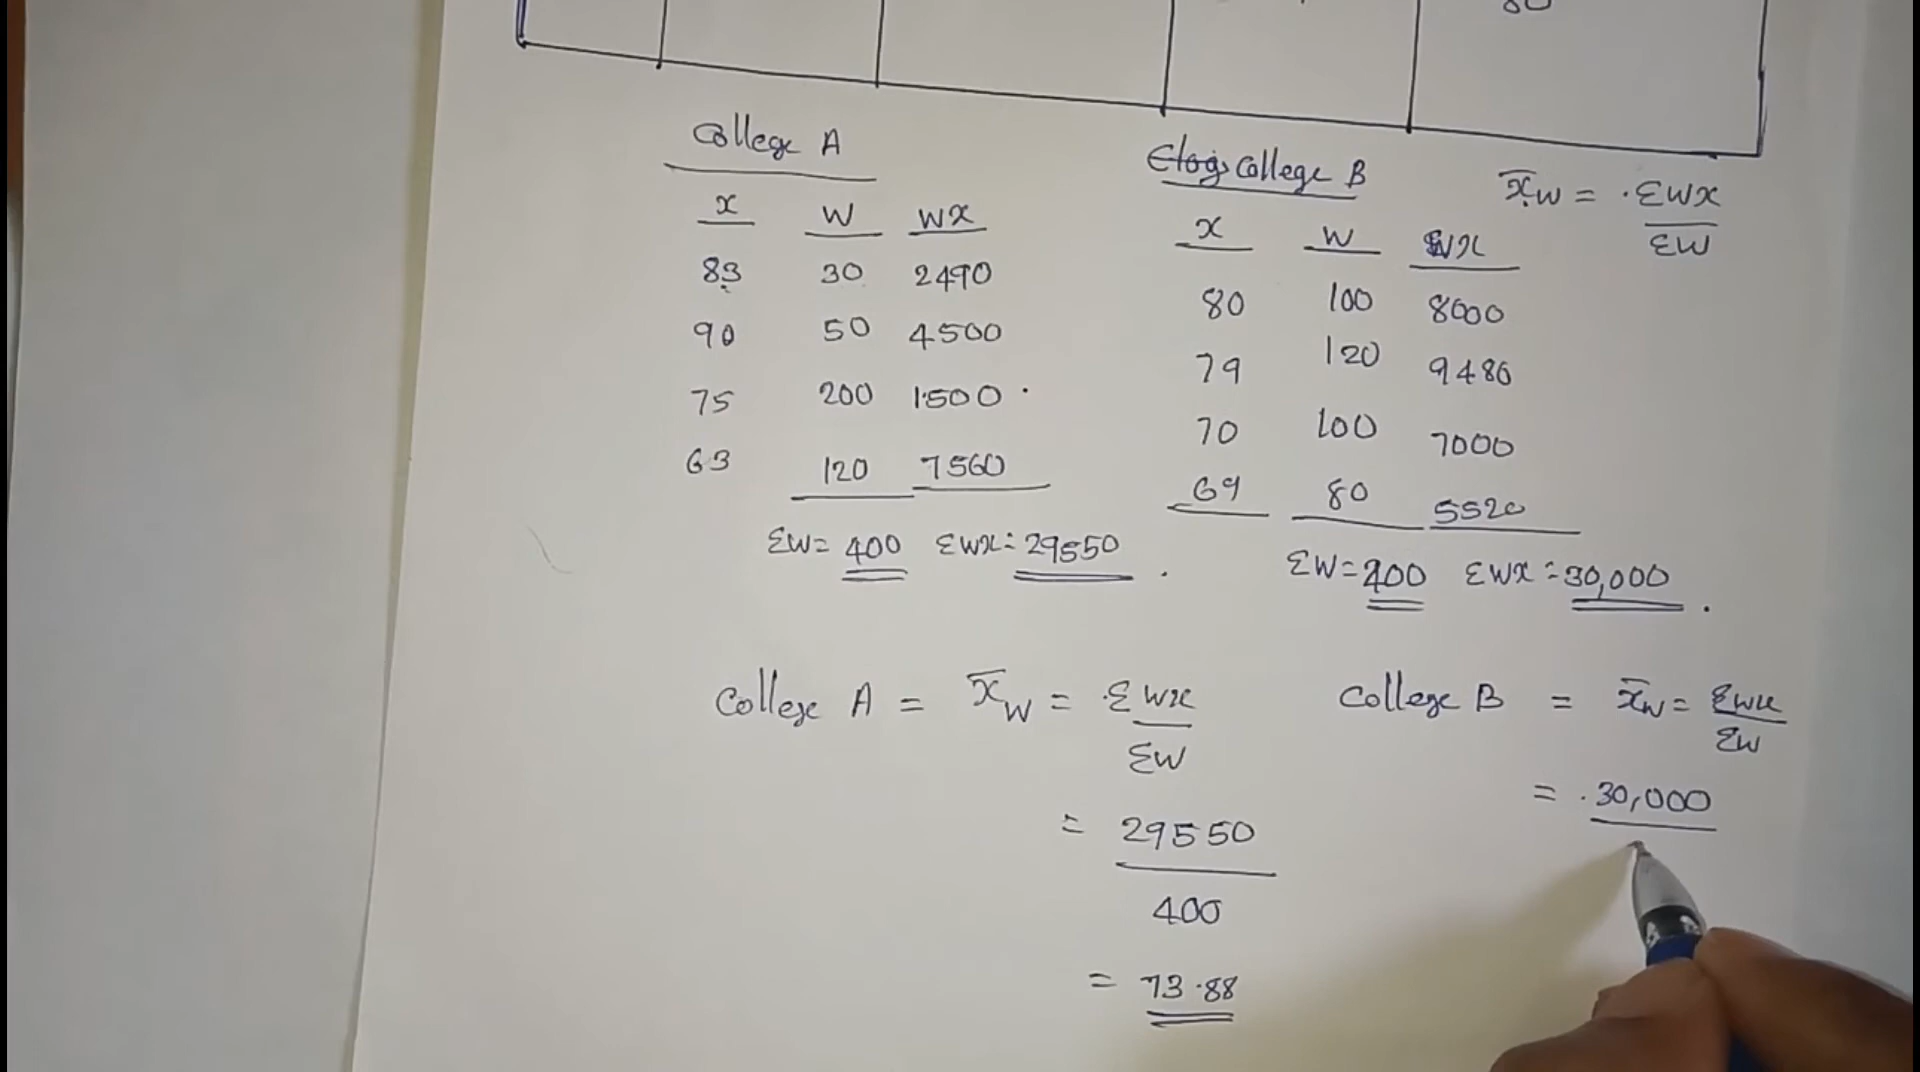 80
College A
x W WX
83 30 2490
90 50 4500
75 200 1500
63 120 7560
ΣW= 400 ΣWx= 29550
College B
x W Wx
80 100 8000
79 120 9480
70 100 7000
69 80 5520
ΣW=400 ΣWx=30,000
x̄w = ΣWx
ΣW
College A = x̄w = ΣWx
ΣW
= 29550
400
= 73.88
College B = x̄w = ΣWx
ΣW
= 30,000